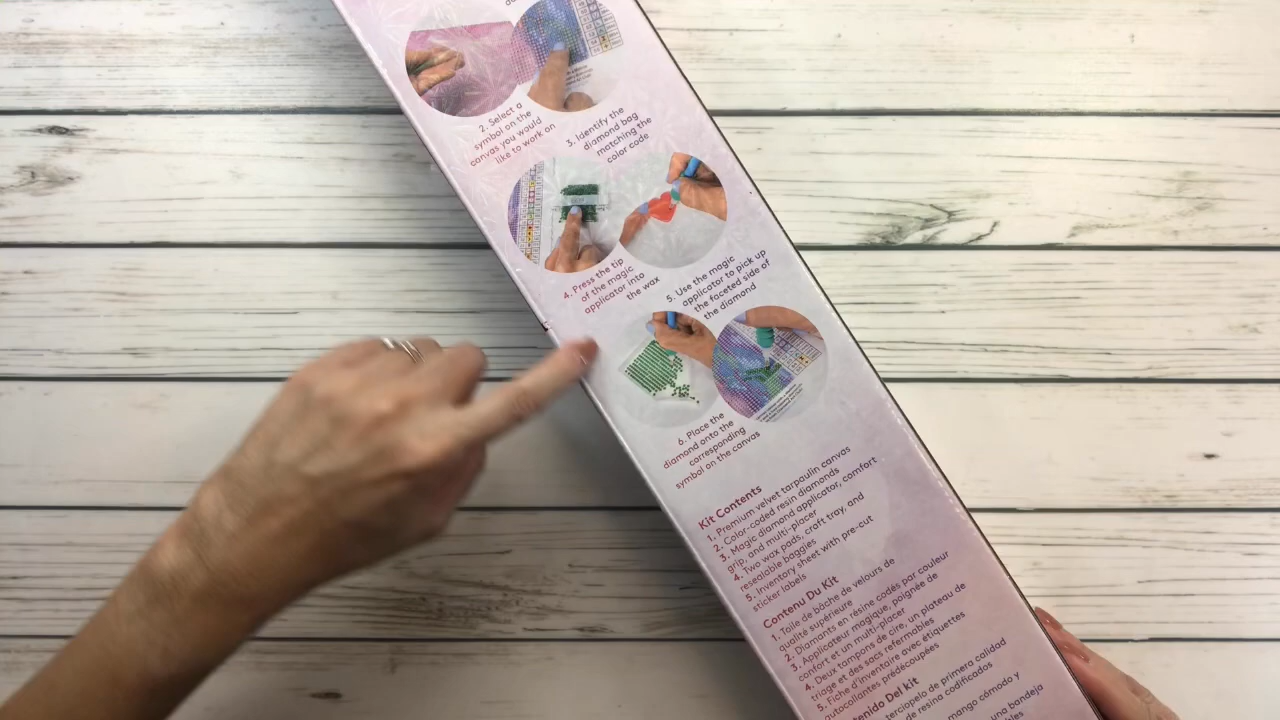 2. Select a
symbol on the
canvas you would
like to work on
3. Identify the
diamond bag
matching the
color code
4. Press the tip
of the magic
applicator into
the wax
5. Use the magic
applicator to pick up
the faceted side of
the diamond
6. Place the
diamond onto the
corresponding
symbol on the canvas
Kit Contents
1. Premium velvet tarpaulin canvas
2. Color-coded resin diamonds
3. Magic diamond applicator, comfort
grip, and multi-placer
4. Two wax pads, craft tray, and
resealable baggies
5. Inventory sheet with pre-cut
sticker labels
Contenu Du Kit
1. Toile de bâche de velours de
qualité supérieure
2. Diamants en résine codés par couleur
3. Applicateur magique, poignée de
confort et un multi-placer
4. Deux tampons de cire, un plateau de
triage et des sacs refermables
5. Fiche d'inventaire avec étiquettes
autocollantes prédécoupées
Del Kit
terciopelo de primera calidad
de resina codificados
mango cómodo y
una bandeja